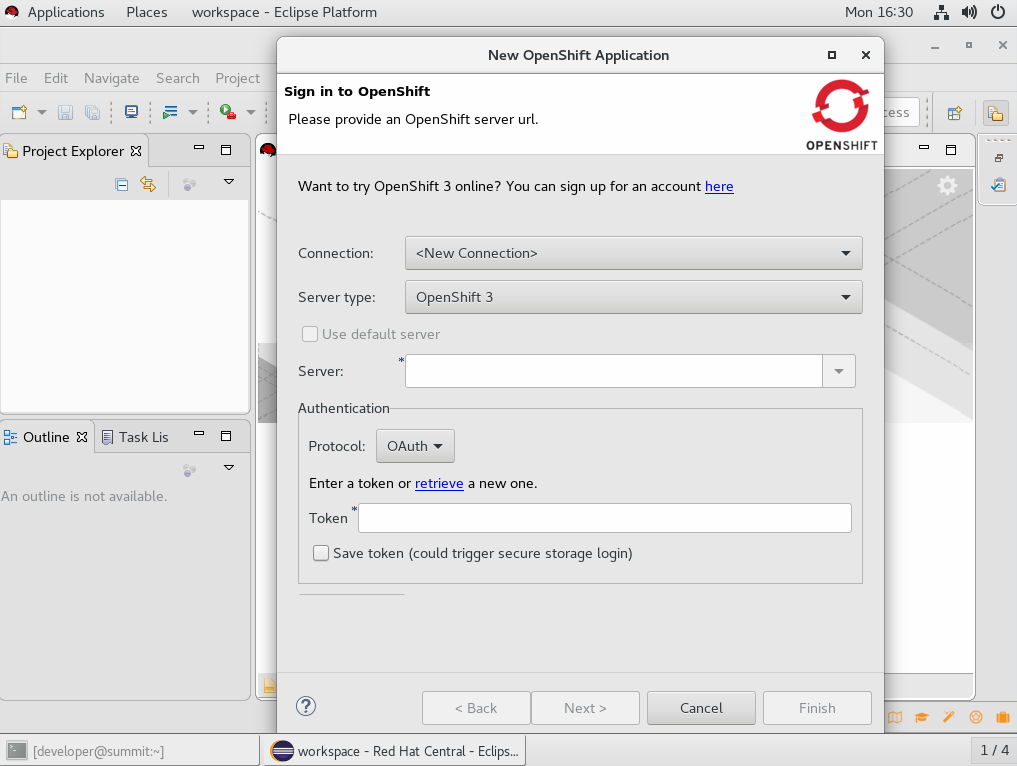 Applications Places workspace - Eclipse Platform Mon 16:30
New OpenShift Application
File Edit Navigate Search Project
Sign in to OpenShift
Please provide an OpenShift server url.
OPENSHIFT
Project Explorer
Want to try OpenShift 3 online? You can sign up for an account here
Connection: <New Connection>
Server type: OpenShift 3
Use default server
Server: *
Authentication
Protocol: OAuth
Enter a token or retrieve a new one.
Token *
Save token (could trigger secure storage login)
Outline Task Lis
An outline is not available.
? < Back Next > Cancel Finish
[developer@summit:~] workspace - Red Hat Central - Eclips... 1 / 4